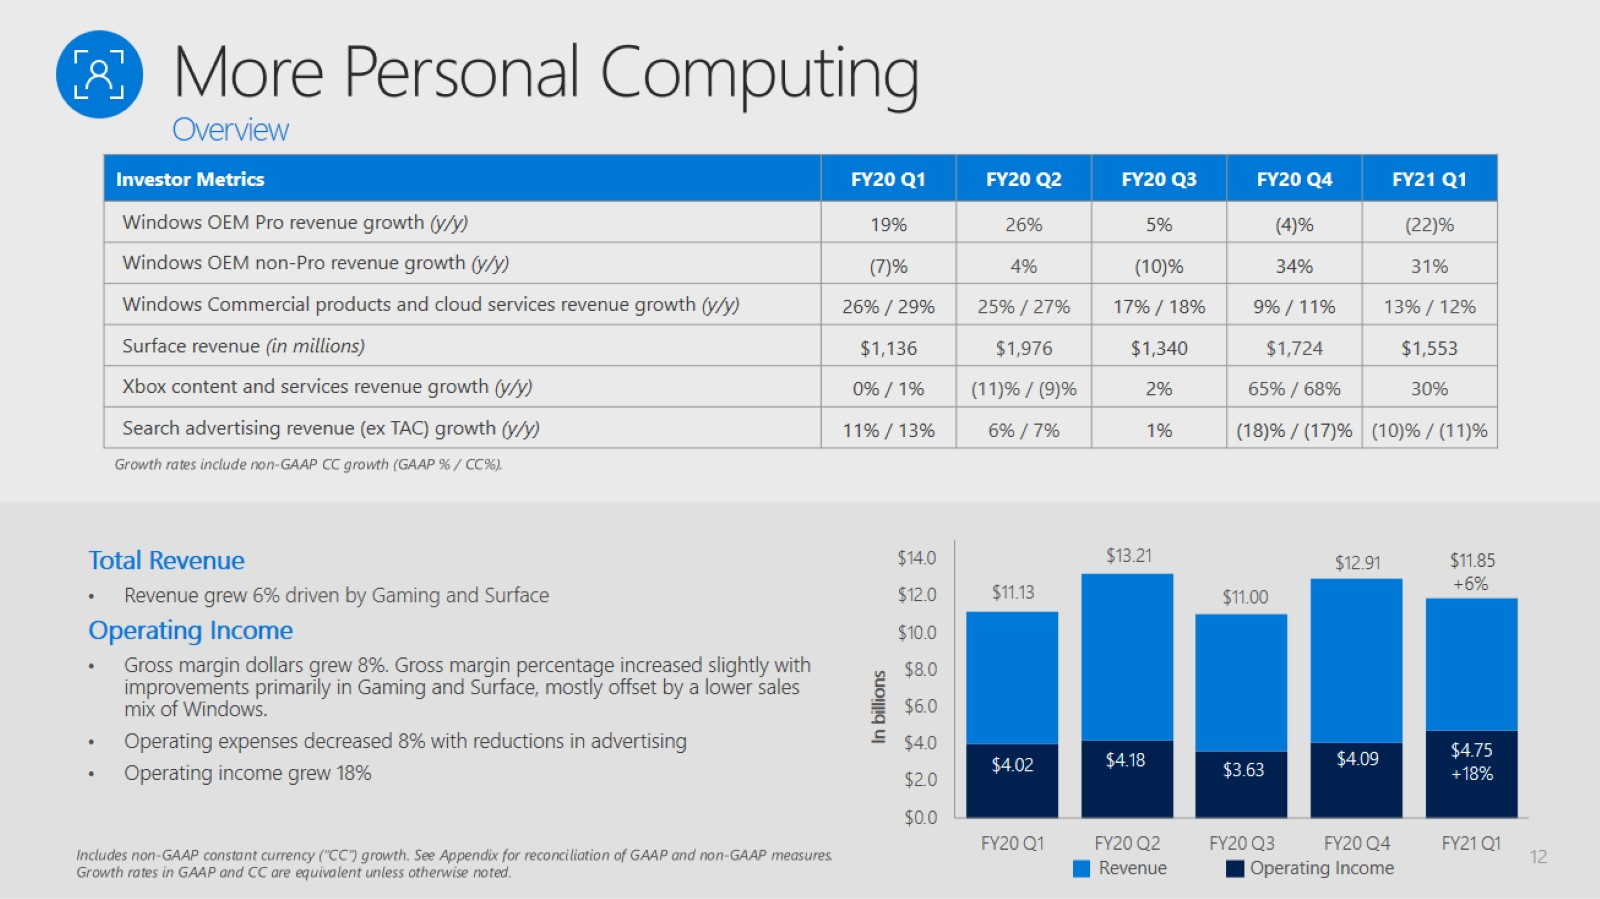 More Personal Computing
Overview
Investor Metrics FY20 Q1 FY20 Q2 FY20 Q3 FY20 Q4 FY21 Q1
Windows OEM Pro revenue growth (y/y) 19% 26% 5% (4)% (22)%
Windows OEM non-Pro revenue growth (y/y) (7)% 4% (10)% 34% 31%
Windows Commercial products and cloud services revenue growth (y/y) 26% / 29% 25% / 27% 17% / 18% 9% / 11% 13% / 12%
Surface revenue (in millions) $1,136 $1,976 $1,340 $1,724 $1,553
Xbox content and services revenue growth (y/y) 0% / 1% (11)% / (9)% 2% 65% / 68% 30%
Search advertising revenue (ex TAC) growth (y/y) 11% / 13% 6% / 7% 1% (18)% / (17)% (10)% / (11)%
Growth rates include non-GAAP CC growth (GAAP % / CC%).
Total Revenue
• Revenue grew 6% driven by Gaming and Surface
Operating Income
• Gross margin dollars grew 8%. Gross margin percentage increased slightly with
improvements primarily in Gaming and Surface, mostly offset by a lower sales
mix of Windows.
• Operating expenses decreased 8% with reductions in advertising
• Operating income grew 18%
Includes non-GAAP constant currency ("CC") growth. See Appendix for reconciliation of GAAP and non-GAAP measures.
Growth rates in GAAP and CC are equivalent unless otherwise noted.
In billions
$14.0
$12.0
$10.0
$8.0
$6.0
$4.0
$2.0
$0.0
$11.13 $13.21 $11.00 $12.91 $11.85
+6%
$4.02 $4.18 $3.63 $4.09 $4.75
+18%
FY20 Q1 FY20 Q2 FY20 Q3 FY20 Q4 FY21 Q1
Revenue Operating Income
12